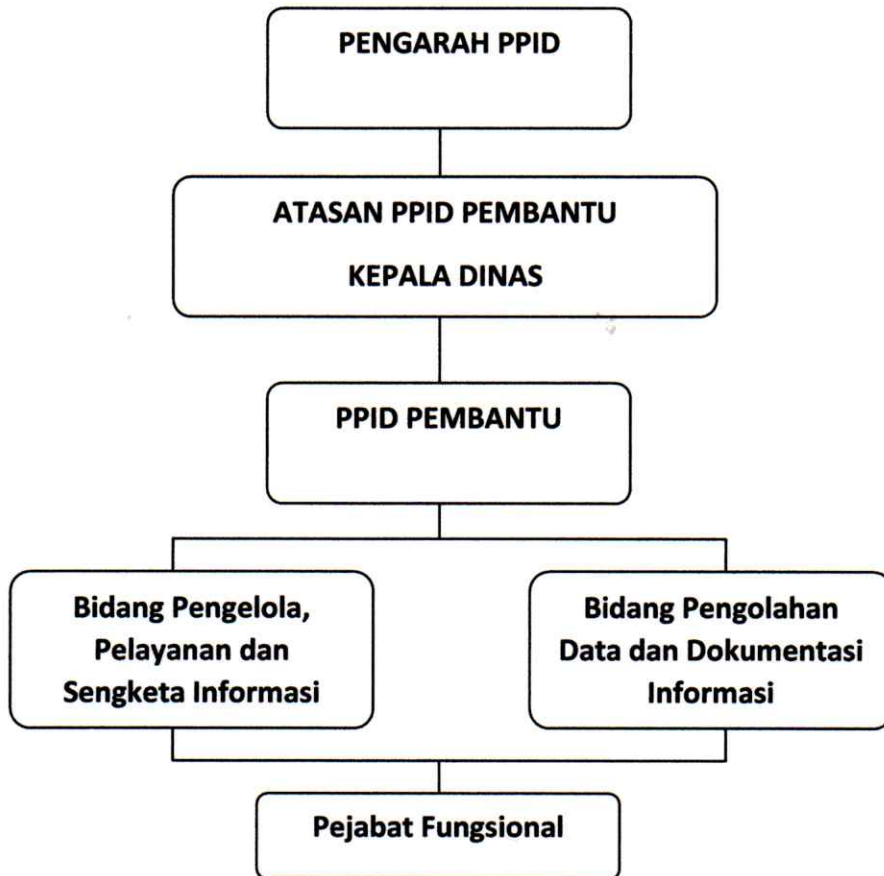 PENGARAH PPID
ATASAN PPID PEMBANTU
KEPALA DINAS
PPID PEMBANTU
Bidang Pengelola,
Pelayanan dan
Sengketa Informasi
Bidang Pengolahan
Data dan Dokumentasi
Informasi
Pejabat Fungsional